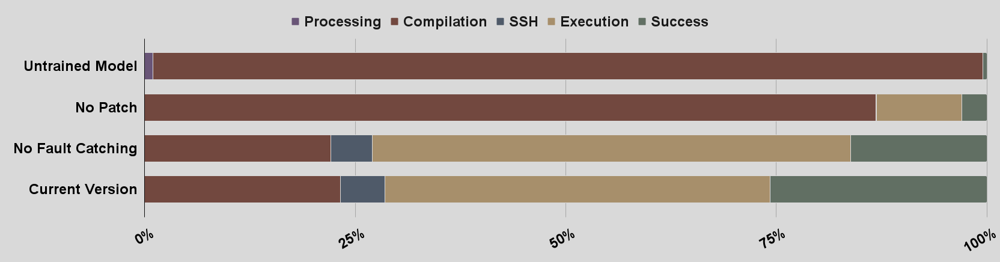 Processing Compilation SSH Execution Success
Untrained Model
No Patch
No Fault Catching
Current Version
0% 25% 50% 75% 100%